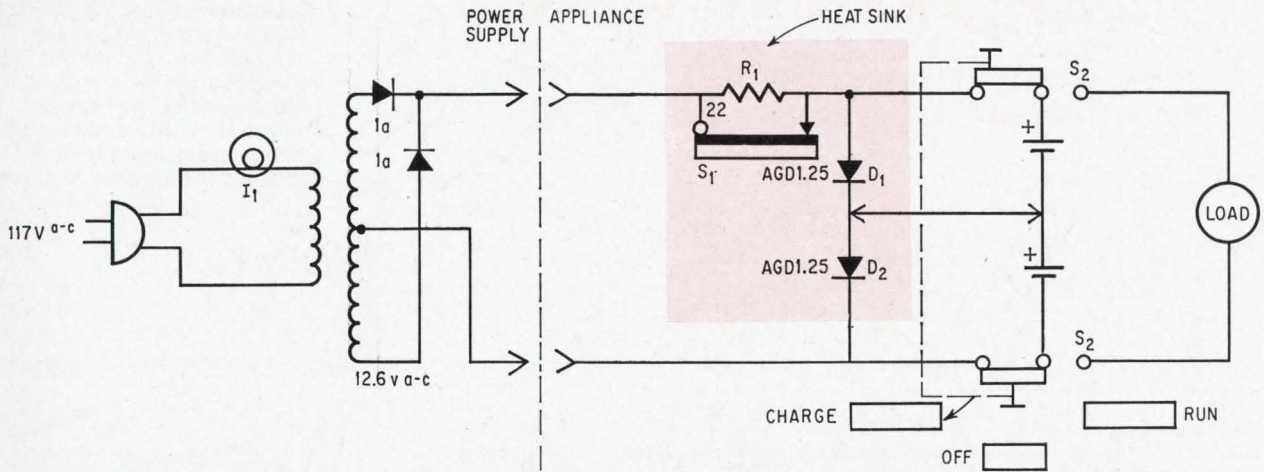 POWER SUPPLY
APPLIANCE
HEAT SINK
R1
22
S1
AGD1.25 D1
AGD1.25 D2
I1
1a
1a
117V a-c
12.6 v a-c
+
+
S2
S2
LOAD
CHARGE
RUN
OFF